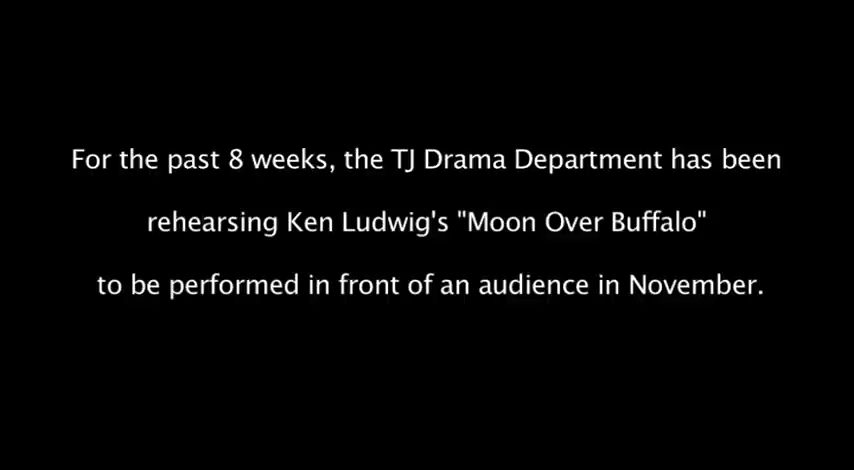 For the past 8 weeks, the TJ Drama Department has been
rehearsing Ken Ludwig's "Moon Over Buffalo"
to be performed in front of an audience in November.